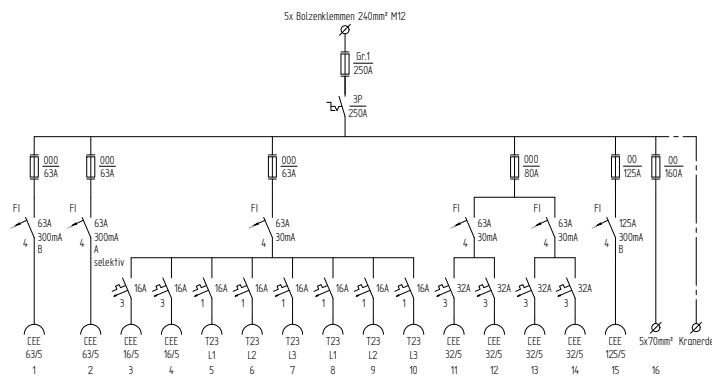 5x Bolzenklemmen 240mm² M12
Gr.1
250A
3P
250A
000 000 000 000 00 00
63A 63A 63A 80A 125A 160A
FI FI FI FI FI FI
63A 63A 63A 63A 63A 125A
300mA 300mA 30mA 30mA 30mA 300mA
4 4 4 4 4 4
B A B
selektiv
16A 16A 16A 16A 16A 16A 16A 16A 32A 32A 32A 32A
3 3 1 1 1 1 1 1 3 3 3 3
CEE CEE CEE CEE T23 T23 T23 T23 T23 T23 CEE CEE CEE CEE CEE 5x70mm² Kranerde
63/5 63/5 16/5 16/5 L1 L2 L3 L1 L2 L3 32/5 32/5 32/5 32/5 125/5
1 2 3 4 5 6 7 8 9 10 11 12 13 14 15 16